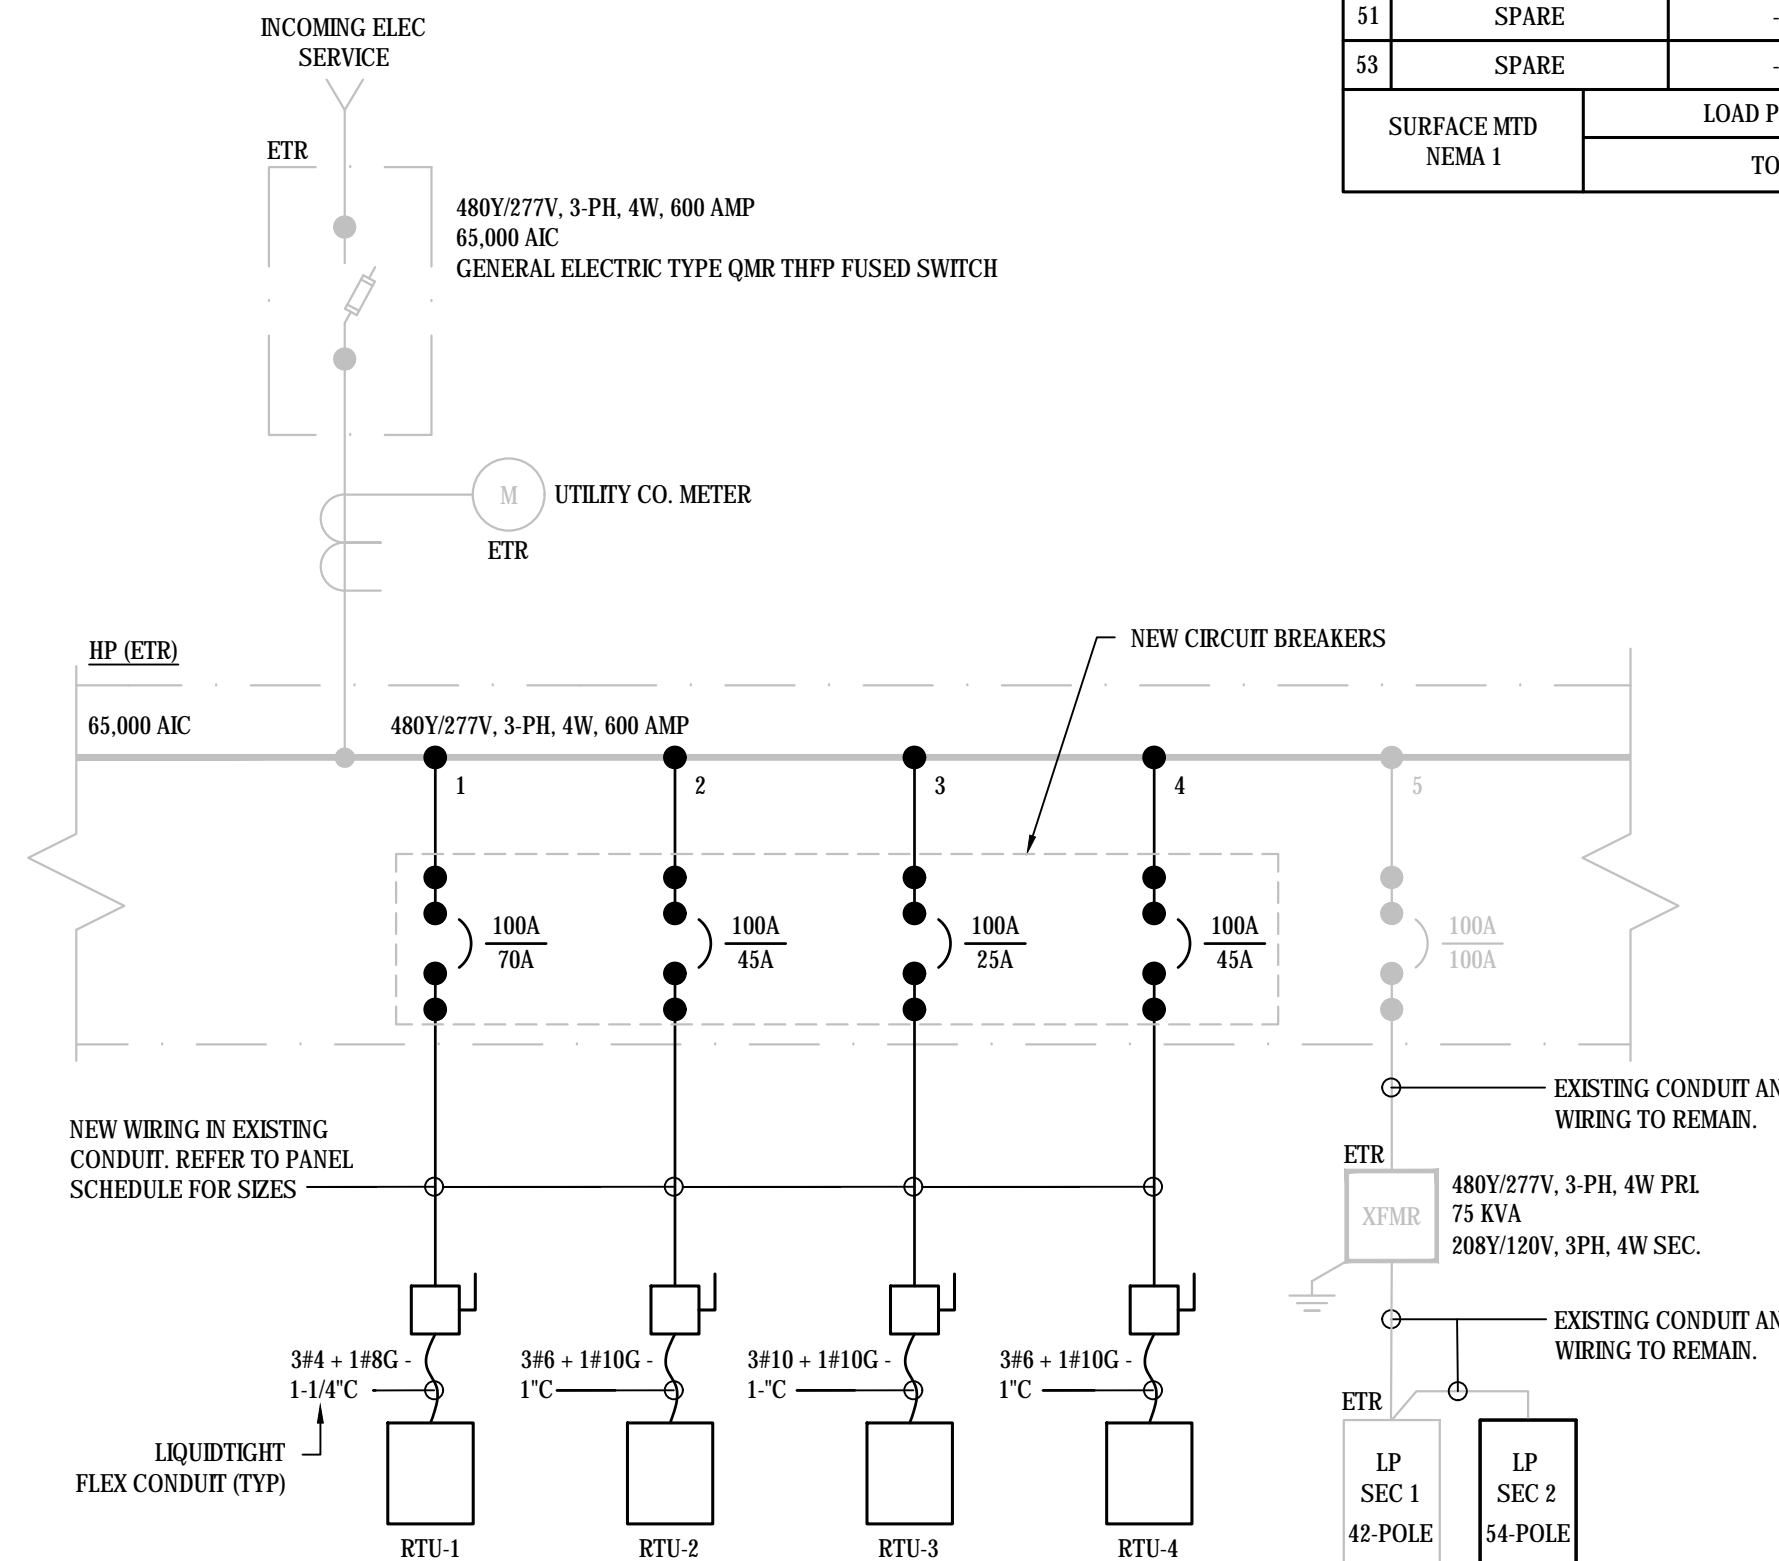 INCOMING ELEC
SERVICE
51 SPARE -
53 SPARE -
SURFACE MTD
NEMA 1
LOAD P
TO
ETR
480Y/277V, 3-PH, 4W, 600 AMP
65,000 AIC
GENERAL ELECTRIC TYPE QMR THFP FUSED SWITCH
M UTILITY CO. METER
ETR
HP (ETR)
NEW CIRCUIT BREAKERS
65,000 AIC
480Y/277V, 3-PH, 4W, 600 AMP
1 2 3 4 5
100A 100A 100A 100A 100A
70A 45A 25A 45A 100A
EXISTING CONDUIT AN
WIRING TO REMAIN.
NEW WIRING IN EXISTING
CONDUIT. REFER TO PANEL
SCHEDULE FOR SIZES
ETR
XFMR
480Y/277V, 3-PH, 4W PRI.
75 KVA
208Y/120V, 3PH, 4W SEC.
EXISTING CONDUIT AN
WIRING TO REMAIN.
3#4 + 1#8G -
1-1/4"C
3#6 + 1#10G -
1"C
3#10 + 1#10G -
1-"C
3#6 + 1#10G -
1"C
LIQUIDTIGHT
FLEX CONDUIT (TYP)
ETR
LP
SEC 1
42-POLE
LP
SEC 2
54-POLE
RTU-1 RTU-2 RTU-3 RTU-4